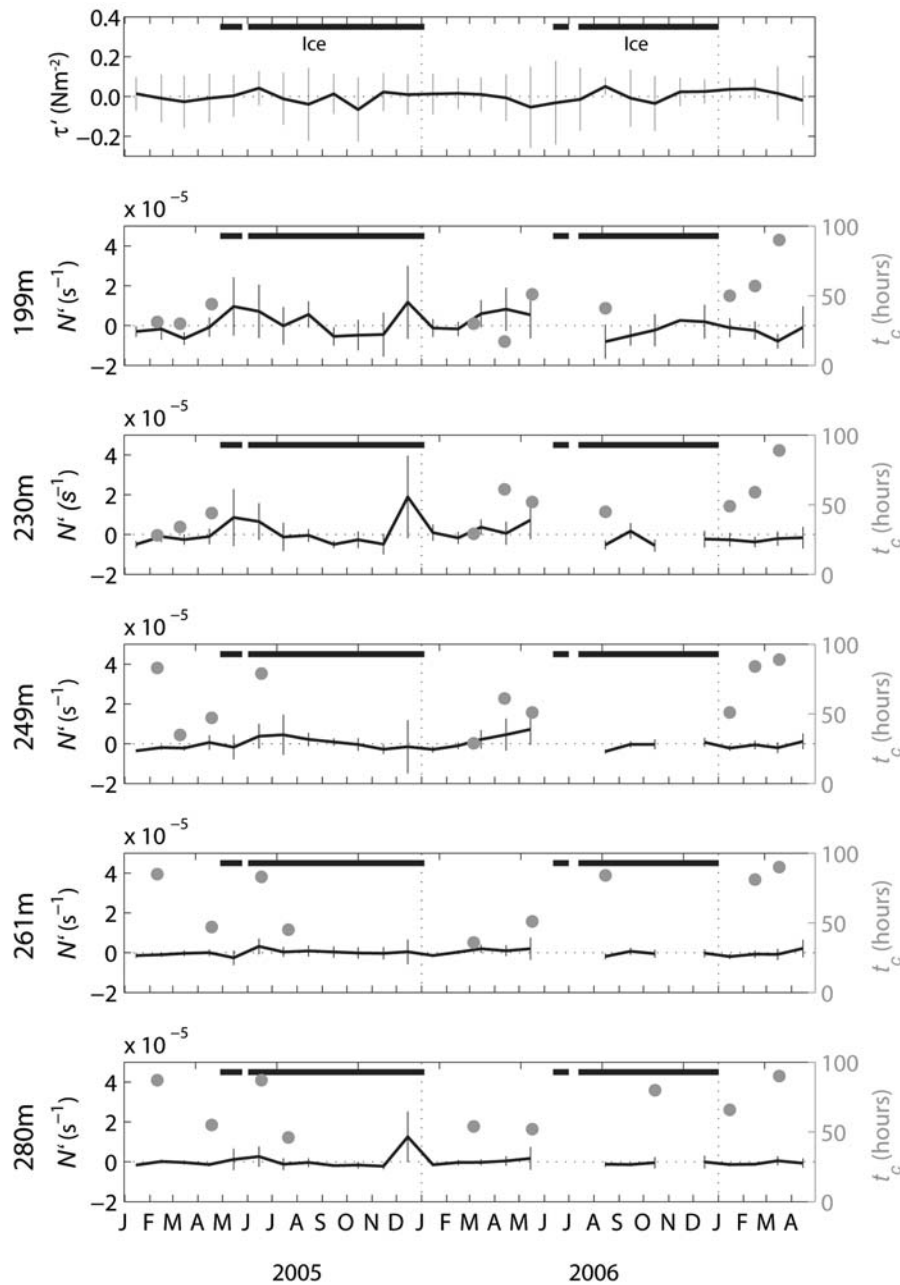 0.4
0.2
0.0
−0.2
τ‘ (Nm⁻²)
Ice
Ice
x 10 ⁻⁵
4
2
0
−2
199m
N‘ (s⁻¹)
100
50
0
t_c (hours)
x 10 ⁻⁵
4
2
0
−2
230m
N‘ (s⁻¹)
100
50
0
t_c (hours)
x 10 ⁻⁵
4
2
0
−2
249m
N‘ (s⁻¹)
100
50
0
t_c (hours)
x 10 ⁻⁵
4
2
0
−2
261m
N‘ (s⁻¹)
100
50
0
t_c (hours)
x 10 ⁻⁵
4
2
0
−2
280m
N‘ (s⁻¹)
100
50
0
t_c (hours)
J F M A M J J A S O N D J F M A M J J A S O N D J F M A
2005 2006